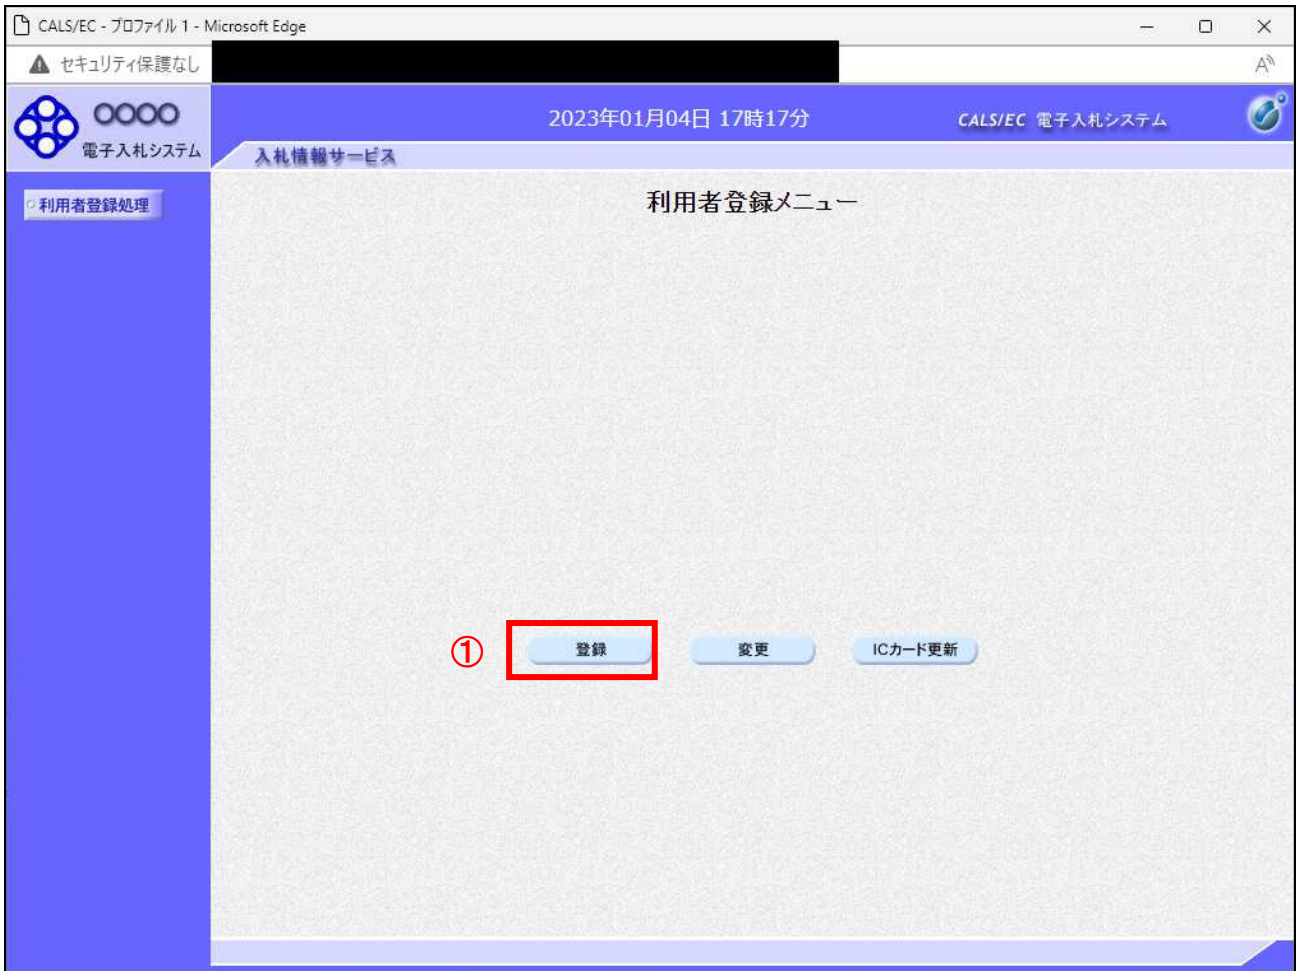 CALS/EC - プロファイル 1 - Microsoft Edge
セキュリティ保護なし
〇〇〇〇
電子入札システム
2023年01月04日 17時17分
CALS/EC 電子入札システム
入札情報サービス
利用者登録処理
利用者登録メニュー
① 登録 変更 ICカード更新